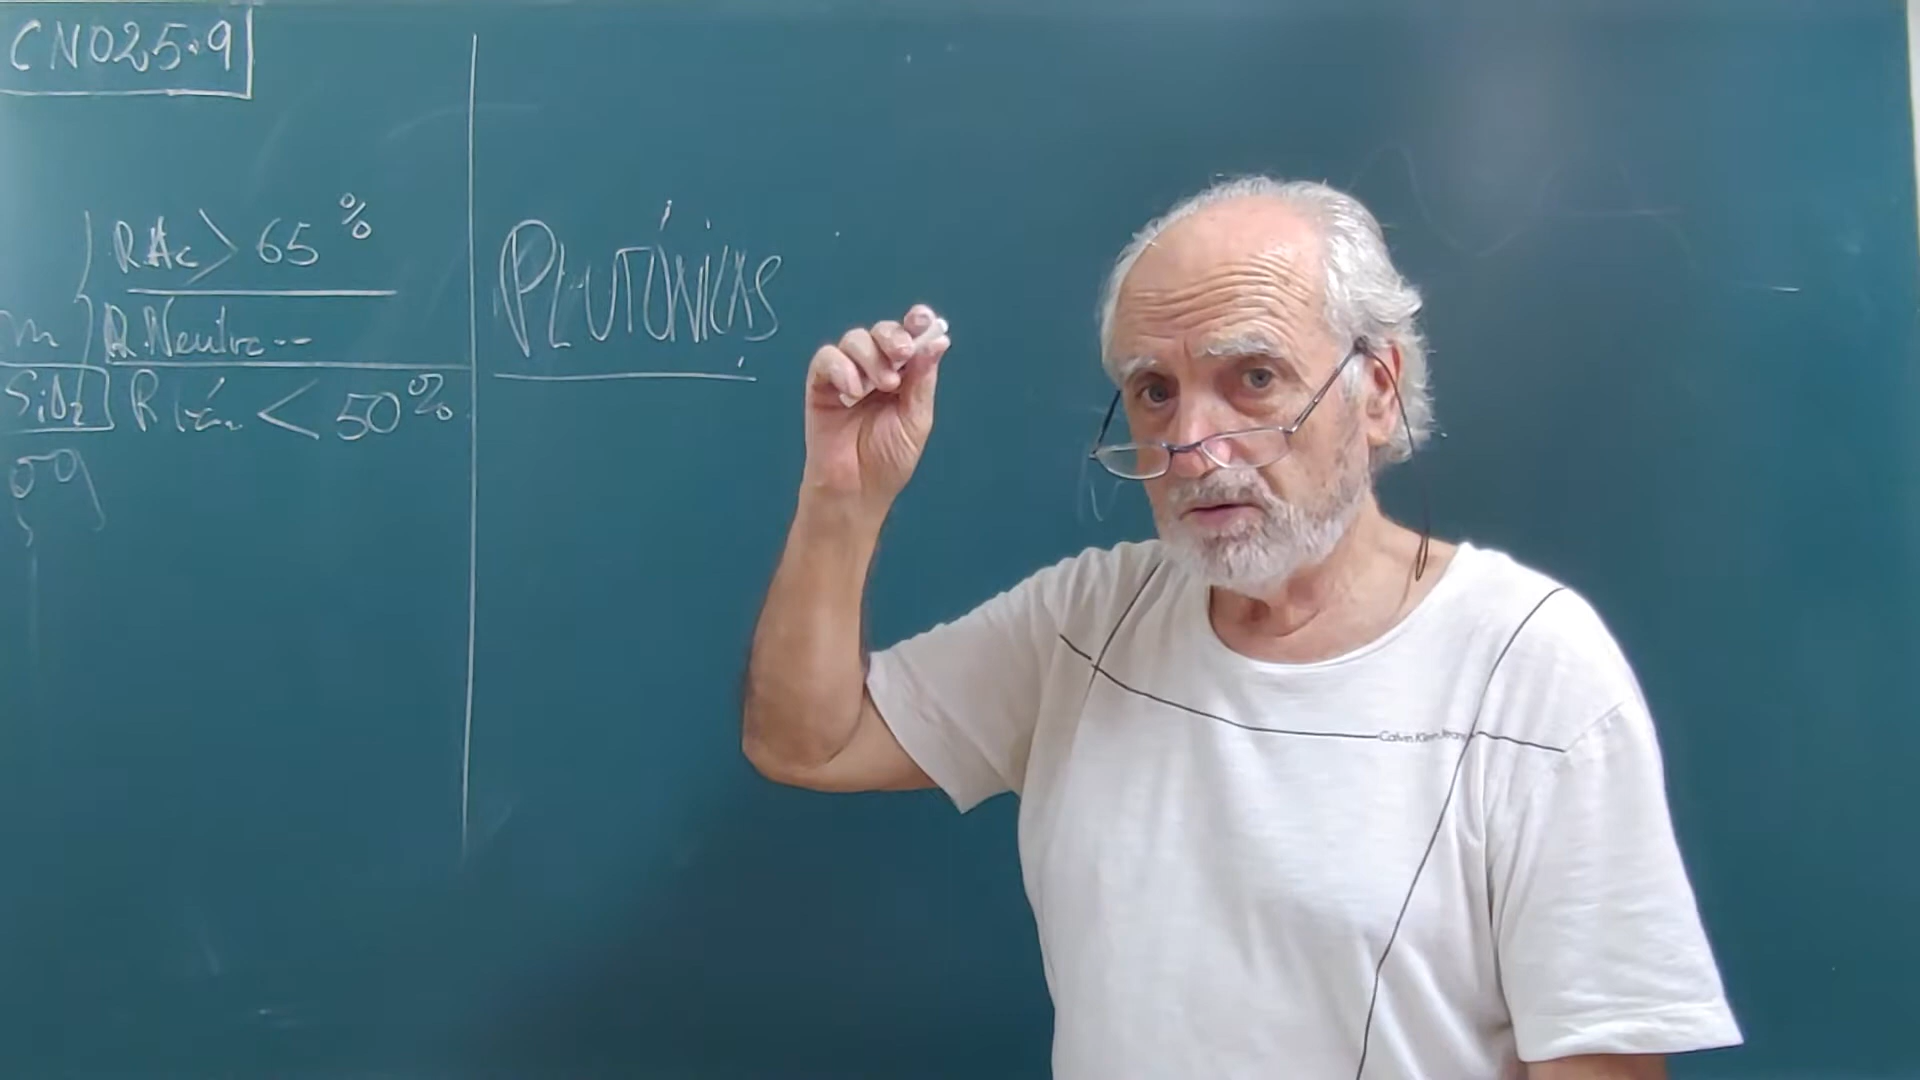 CN025.9
R.Ac > 65 %
R.Neutra --
SiO2 R < 50 %
PLUTÓNICAS
Calvin Klein Jeans